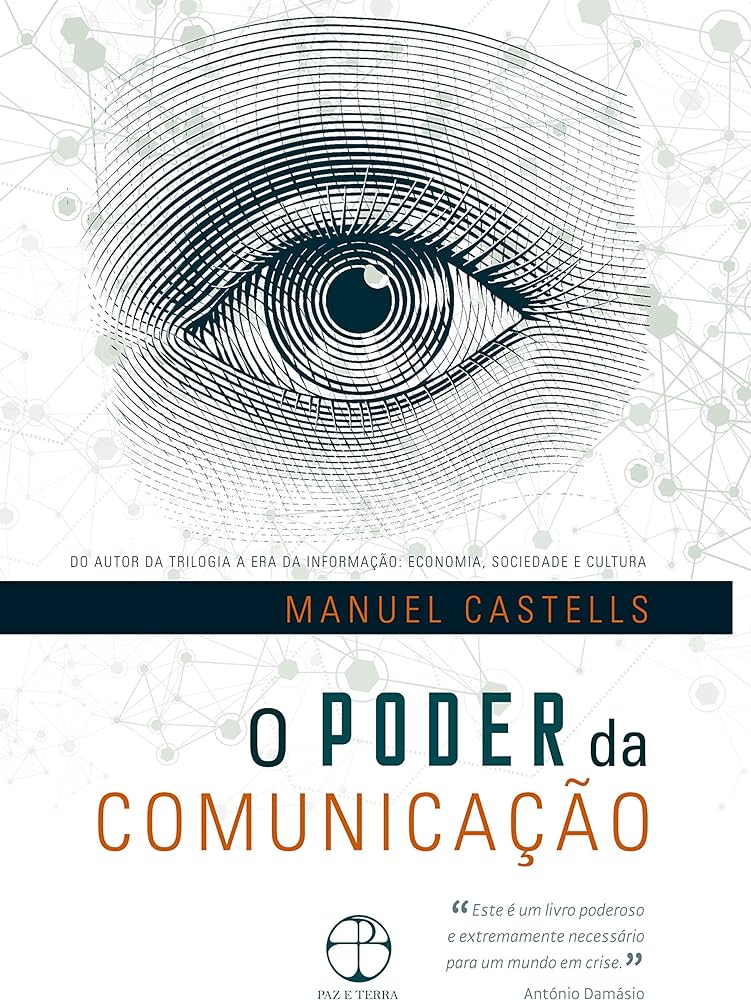 DO AUTOR DA TRILOGIA A ERA DA INFORMAÇÃO: ECONOMIA, SOCIEDADE E CULTURA
MANUEL CASTELLS
O PODER da
COMUNICAÇÃO
“Este é um livro poderoso
e extremamente necessário
para um mundo em crise.”
António Damásio
PAZ E TERRA